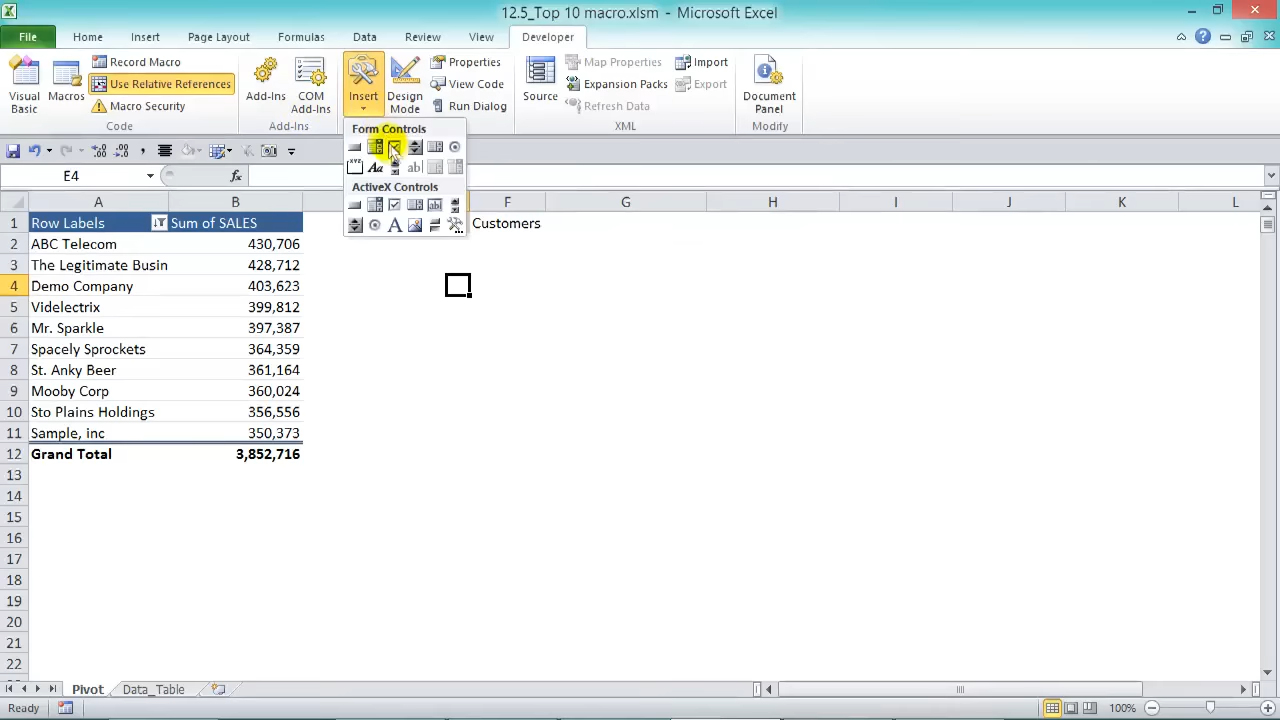 12.5_Top 10 macro.xlsm - Microsoft Excel
File Home Insert Page Layout Formulas Data Review View Developer
Visual Basic
Macros
Record Macro
Use Relative References
Macro Security
Code
Add-Ins
COM Add-Ins
Add-Ins
Insert
Design Mode
Properties
View Code
Run Dialog
Source
Map Properties
Expansion Packs
Refresh Data
Import
Export
XML
Document Panel
Modify
Form Controls
XYZ Aa ab|
ActiveX Controls
ab|
A
E4 fx
A B F G H I J K L
1 Row Labels Sum of SALES Customers
2 ABC Telecom 430,706
3 The Legitimate Busin 428,712
4 Demo Company 403,623
5 Videlectrix 399,812
6 Mr. Sparkle 397,387
7 Spacely Sprockets 364,359
8 St. Anky Beer 361,164
9 Mooby Corp 360,024
10 Sto Plains Holdings 356,556
11 Sample, inc 350,373
12 Grand Total 3,852,716
13
14
15
16
17
18
19
20
21
22
Pivot Data_Table
Ready 100%